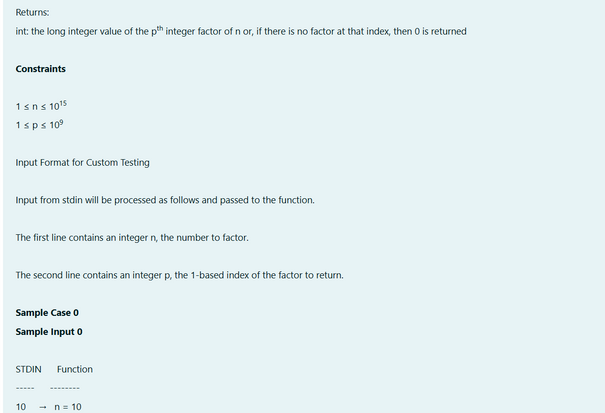 Returns:
int: the long integer value of the pth integer factor of n or, if there is no factor at that index, then 0 is returned
Constraints
1 ≤ n ≤ 10¹⁵
1 ≤ p ≤ 10⁹
Input Format for Custom Testing
Input from stdin will be processed as follows and passed to the function.
The first line contains an integer n, the number to factor.
The second line contains an integer p, the 1-based index of the factor to return.
Sample Case 0
Sample Input 0
STDIN Function
----- --------
10 → n = 10